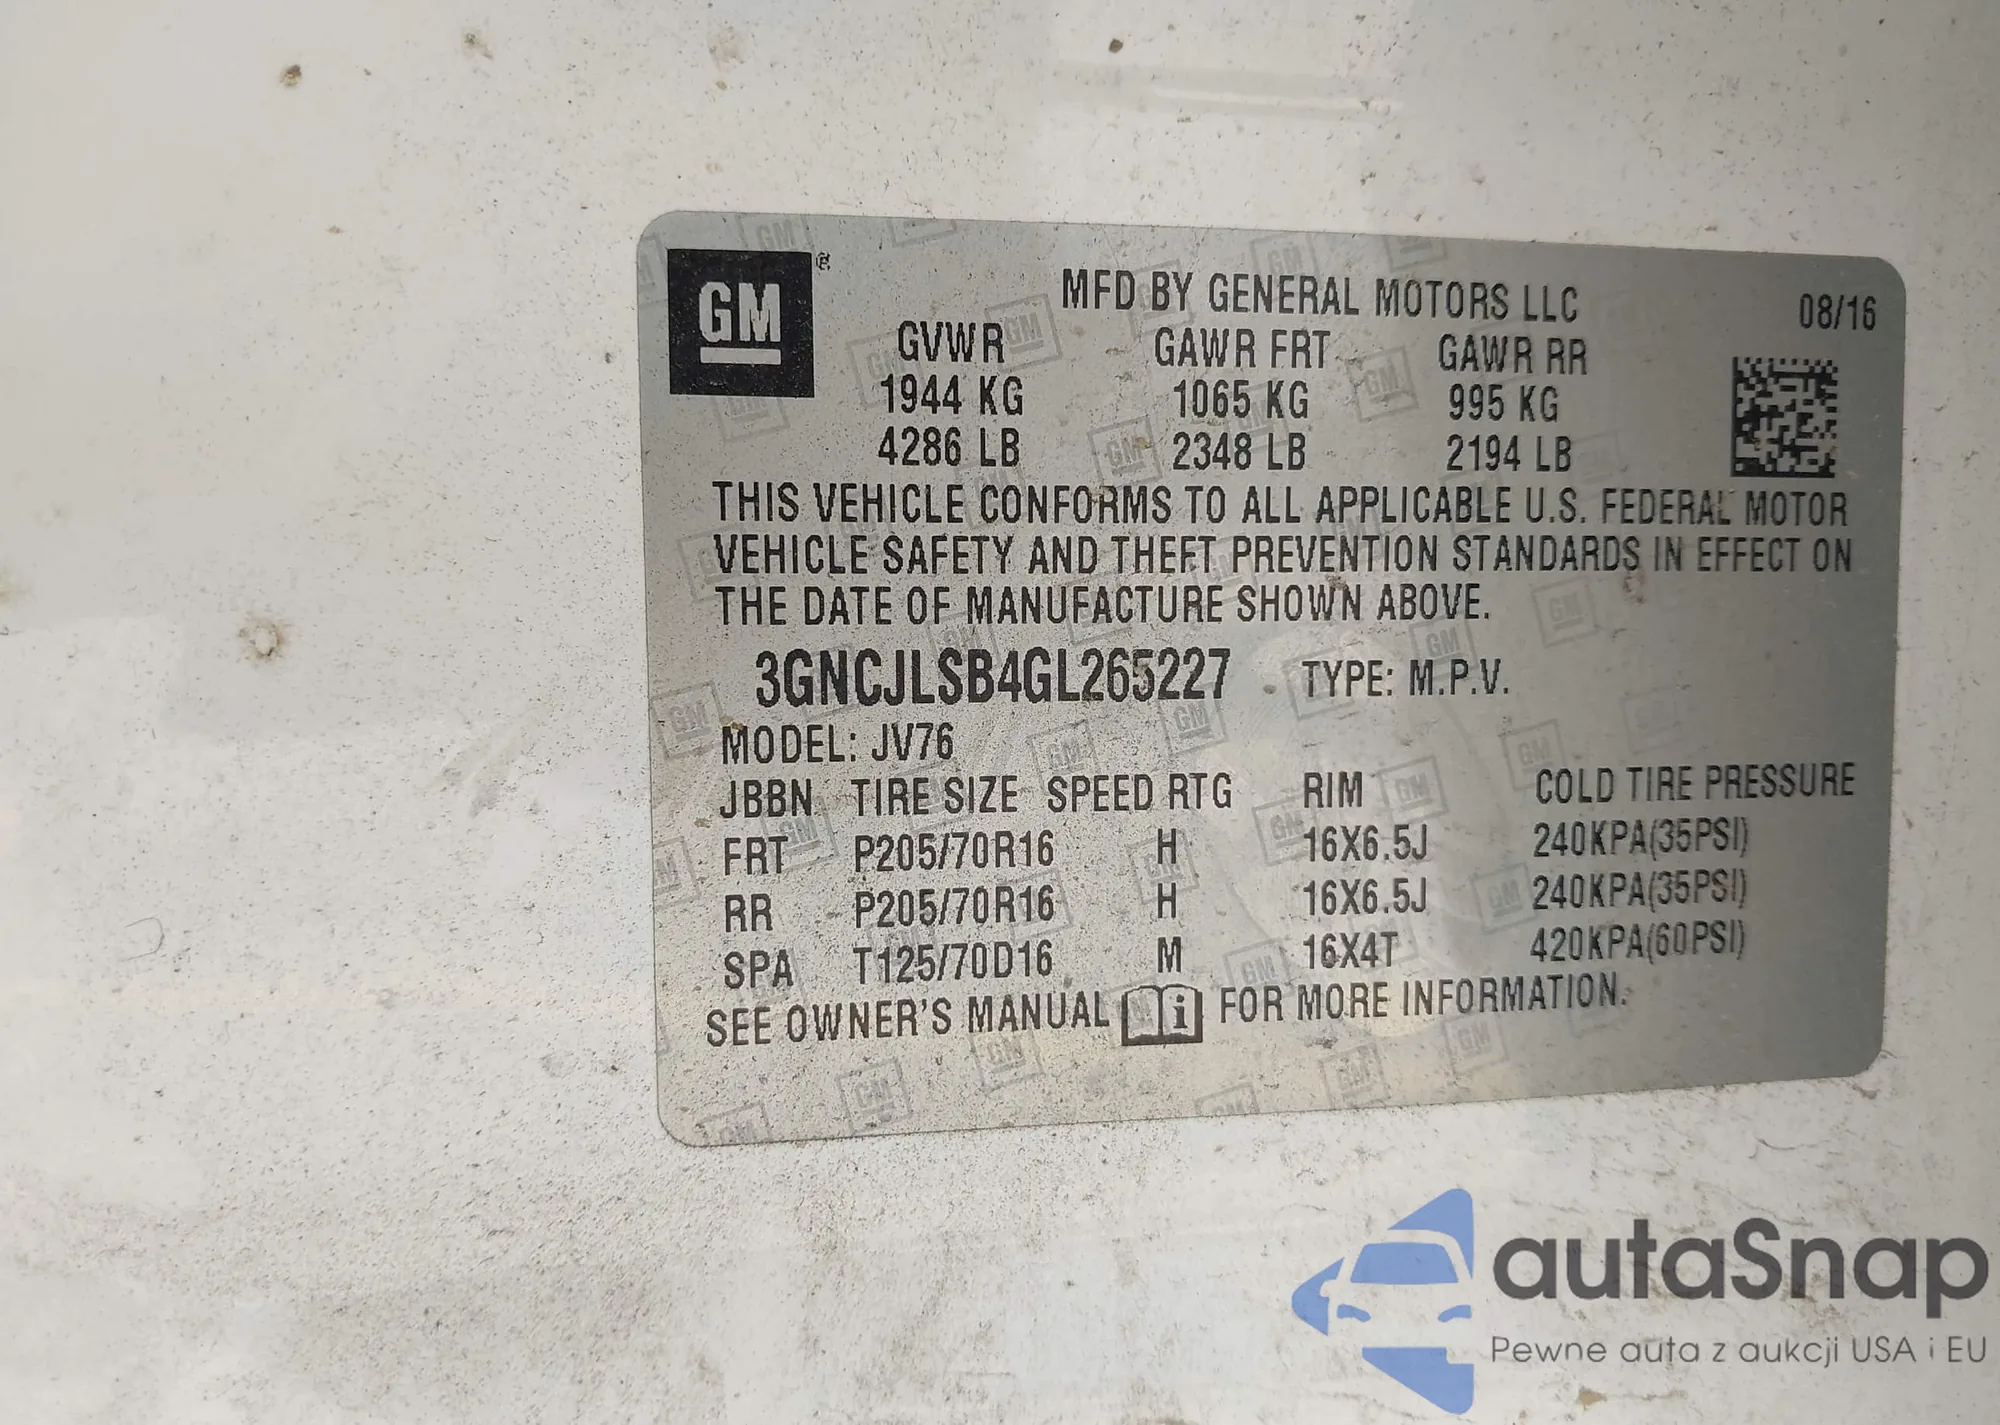 GM ®
MFD BY GENERAL MOTORS LLC 08/16
GVWR GAWR FRT GAWR RR
1944 KG 1065 KG 995 KG
4286 LB 2348 LB 2194 LB
THIS VEHICLE CONFORMS TO ALL APPLICABLE U.S. FEDERAL MOTOR
VEHICLE SAFETY AND THEFT PREVENTION STANDARDS IN EFFECT ON
THE DATE OF MANUFACTURE SHOWN ABOVE.
3GNCJLSB4GL265227 TYPE: M.P.V.
MODEL: JV76
JBBN TIRE SIZE SPEED RTG RIM COLD TIRE PRESSURE
FRT P205/70R16 H 16X6.5J 240KPA(35PSI)
RR P205/70R16 H 16X6.5J 240KPA(35PSI)
SPA T125/70D16 M 16X4T 420KPA(60PSI)
SEE OWNER'S MANUAL i FOR MORE INFORMATION.
autaSnap
Pewne auta z aukcji USA i EU